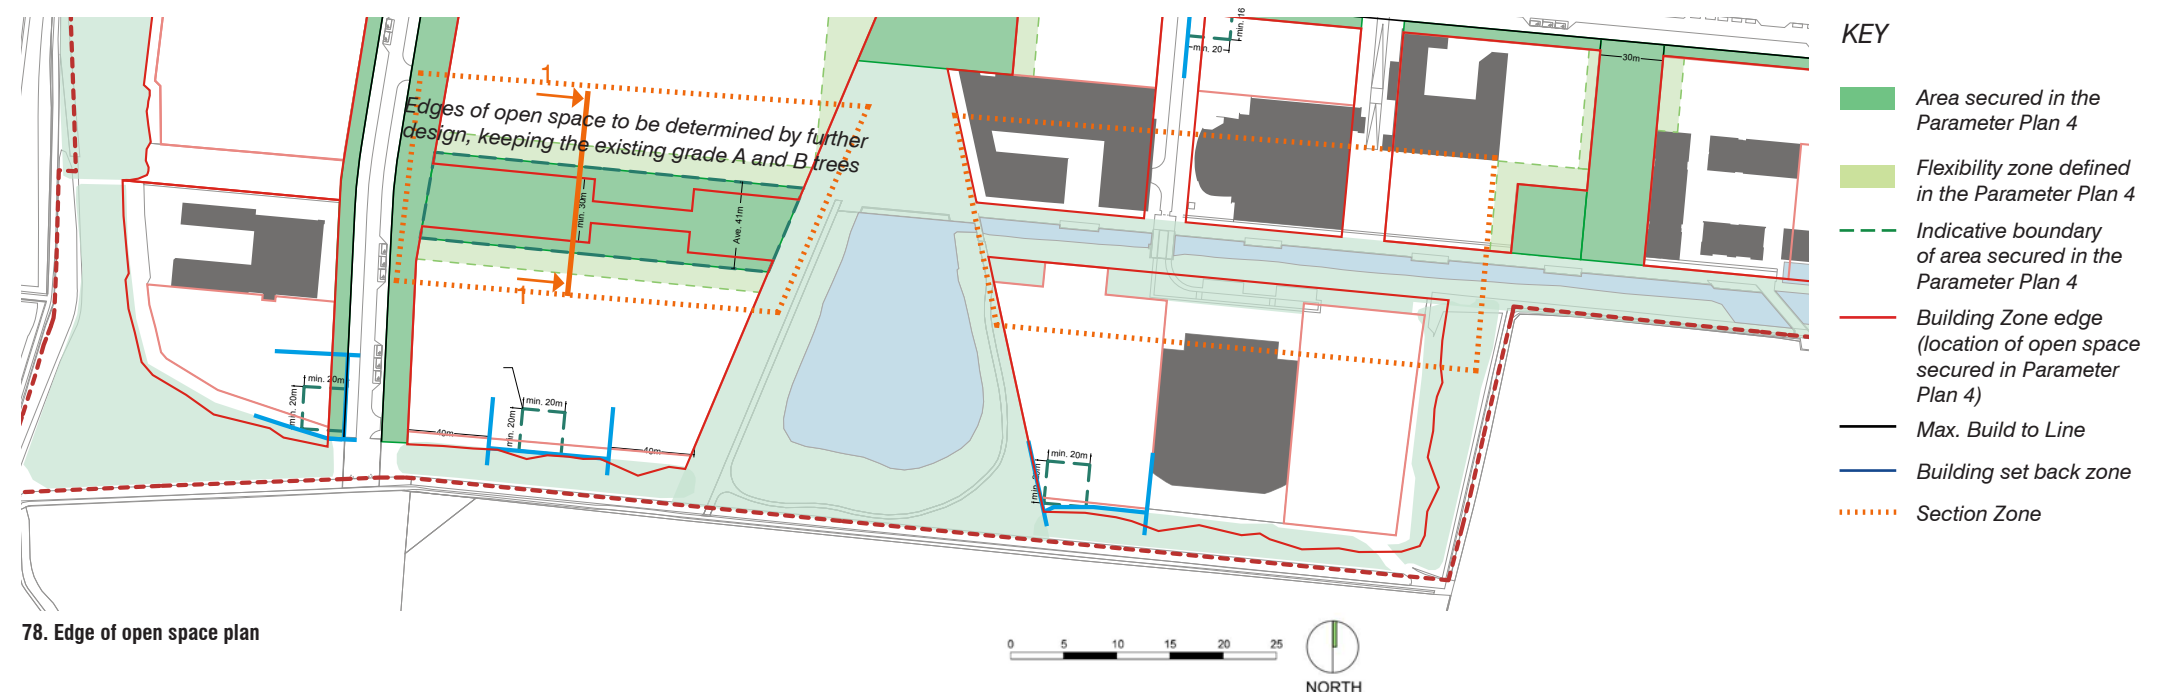 min. 16
min. 20
30m
1
Edges of open space to be determined by further
design, keeping the existing grade A and B trees
min. 30m
Ave. 41m
1
min. 20m
min. 20m
min. 20m
min. 20m
40m
40m
min. 20m
78. Edge of open space plan
0 5 10 15 20 25
NORTH
KEY
Area secured in the
Parameter Plan 4
Flexibility zone defined
in the Parameter Plan 4
Indicative boundary
of area secured in the
Parameter Plan 4
Building Zone edge
(location of open space
secured in Parameter
Plan 4)
Max. Build to Line
Building set back zone
Section Zone